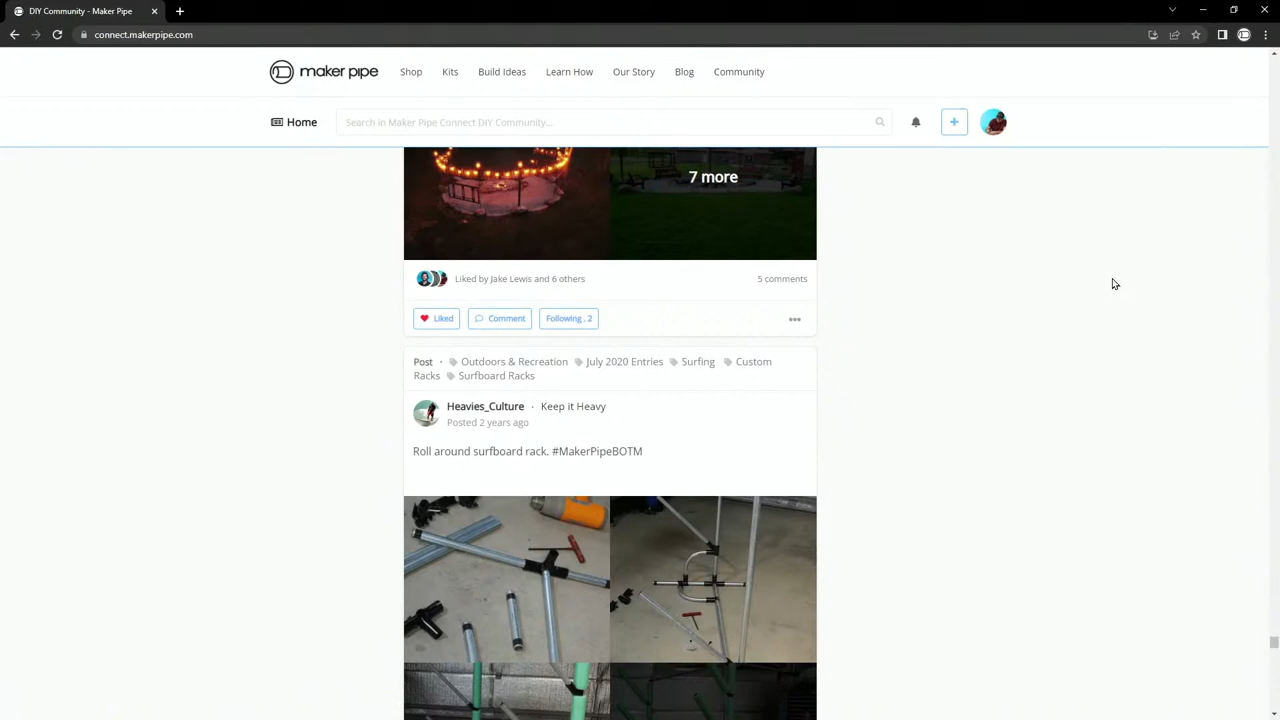 DIY Community - Maker Pipe
connect.makerpipe.com
maker pipe Shop Kits Build Ideas Learn How Our Story Blog Community
Home Search in Maker Pipe Connect DIY Community...
7 more
Liked by Jake Lewis and 6 others 5 comments
Liked Comment Following . 2
Post · Outdoors & Recreation July 2020 Entries Surfing Custom
Racks Surfboard Racks
Heavies_Culture · Keep it Heavy
Posted 2 years ago
Roll around surfboard rack. #MakerPipeBOTM